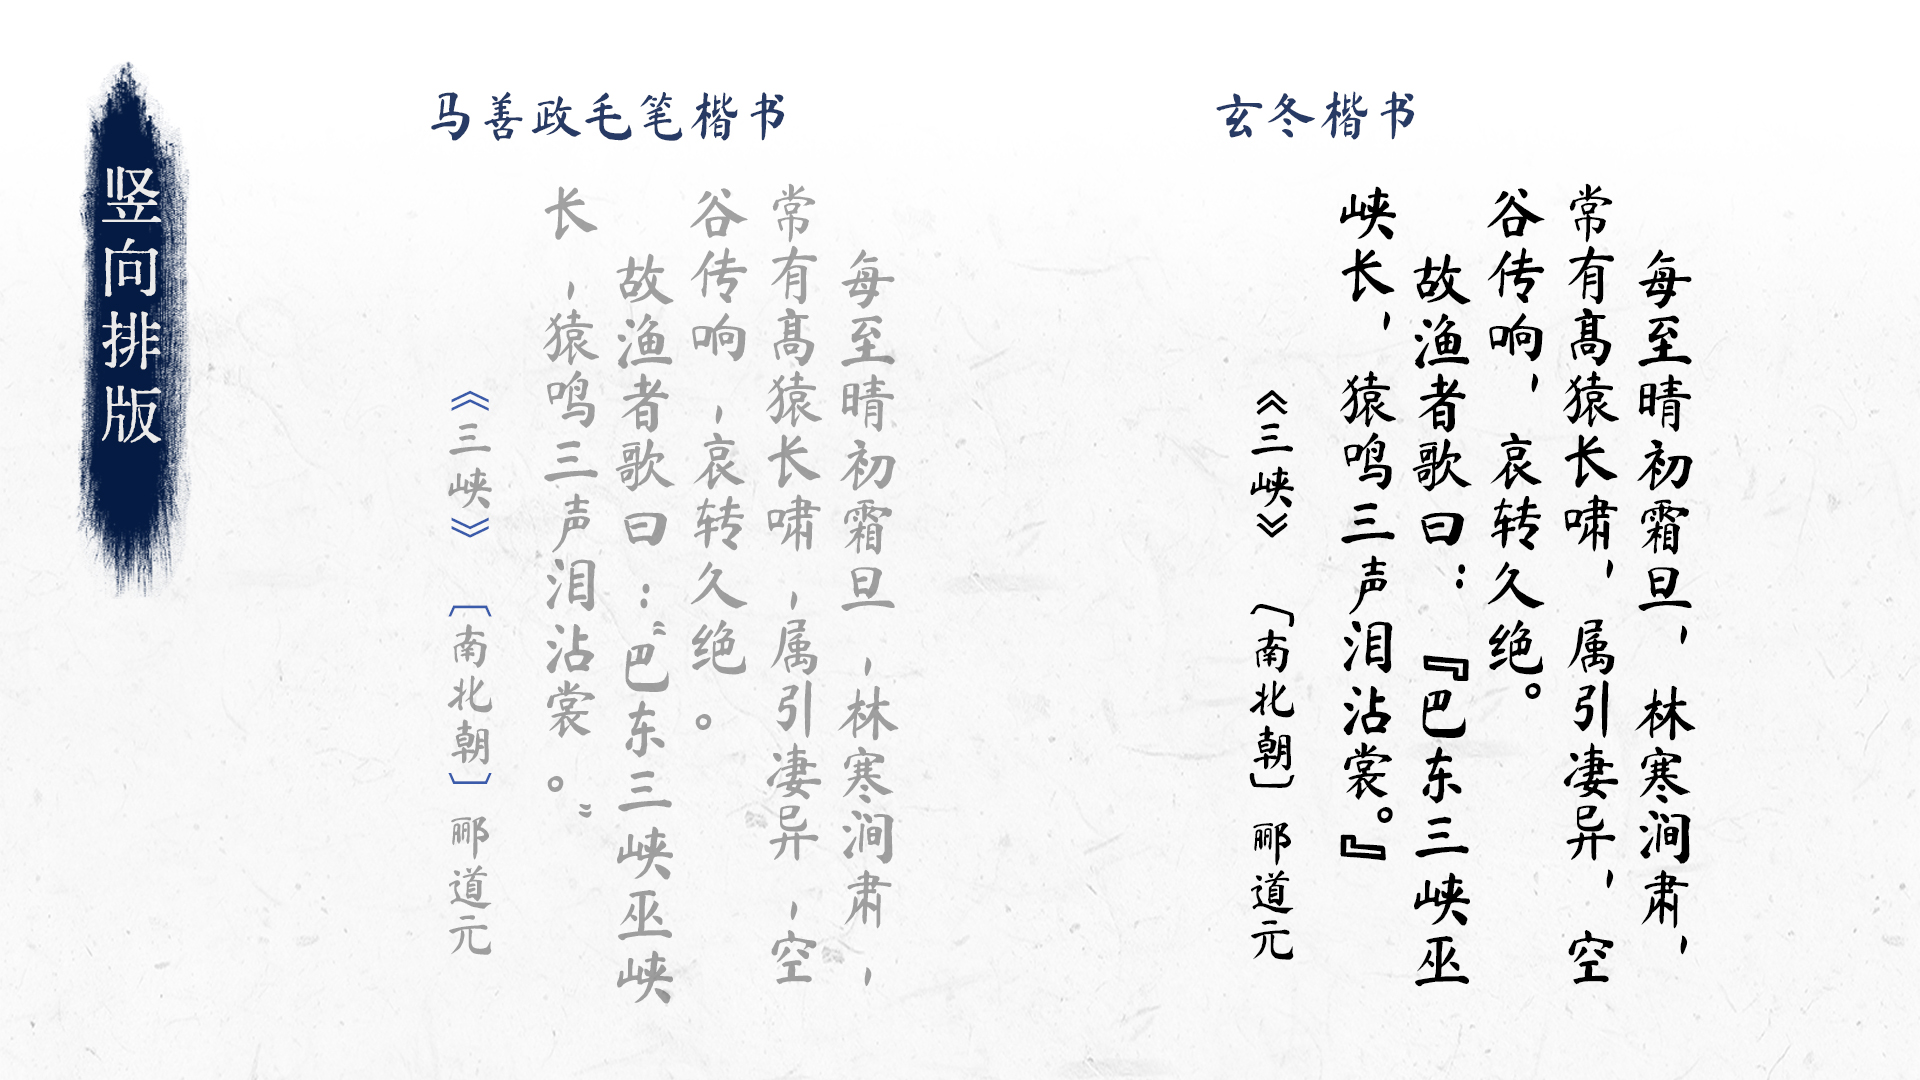 竖向排版
马善政毛笔楷书
每至晴初霜旦，林寒涧肃，
常有高猿长啸，属引凄异，空
谷传响，哀转久绝。
故渔者歌曰：“巴东三峡巫峡
长，猿鸣三声泪沾裳。”
《三峡》〔南北朝〕郦道元
玄冬楷书
每至晴初霜旦，林寒涧肃，
常有髙猿长啸，属引凄异，空
谷传响，哀转久绝。
故渔者歌曰：『巴东三峡巫
峡长，猿鸣三声泪沾裳。』
《三峡》〔南北朝〕郦道元